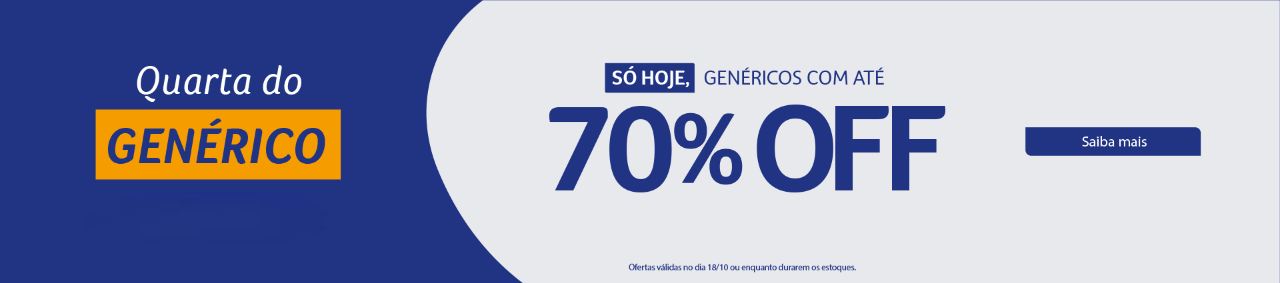 Quarta do
GENÉRICO
SÓ HOJE, GENÉRICOS COM ATÉ
70% OFF
Saiba mais
Ofertas válidas no dia 18/10 ou enquanto durarem os estoques.